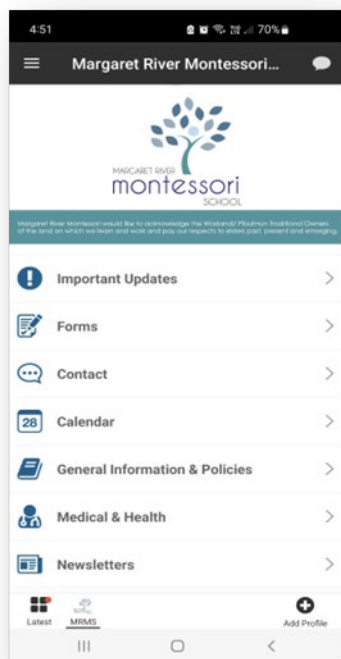 4:51
70%
Margaret River Montessori...
MARGARET RIVER
montessori
SCHOOL
Margaret River Montessori would like to acknowledge the Wadandi/ Pibulmun Traditional Owners
of the land on which we learn and work and pay our respects to elders past, present and emerging.
Important Updates
Forms
Contact
28
Calendar
General Information & Policies
Medical & Health
Newsletters
Latest
MRMS
Add Profile